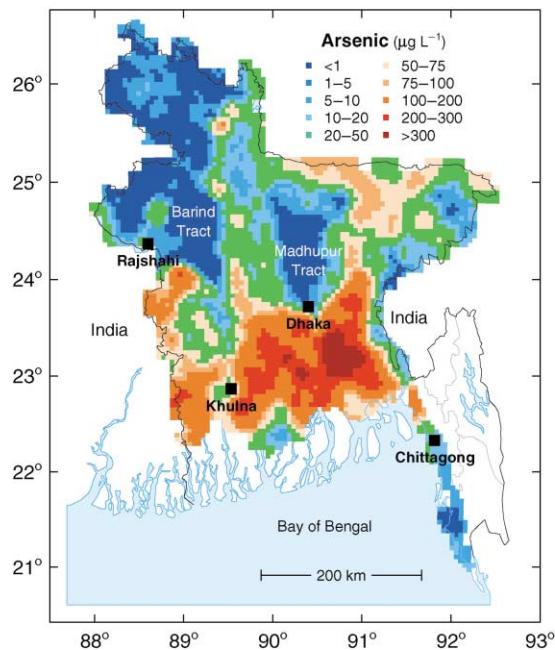 Arsenic (µg L⁻¹)
<1
1–5
5–10
10–20
20–50
50–75
75–100
100–200
200–300
>300
26°
25°
24°
23°
22°
21°
Barind
Tract
Madhupur
Tract
Rajshahi
Dhaka
India
India
Khulna
Chittagong
Bay of Bengal
200 km
88°
89°
90°
91°
92°
93°